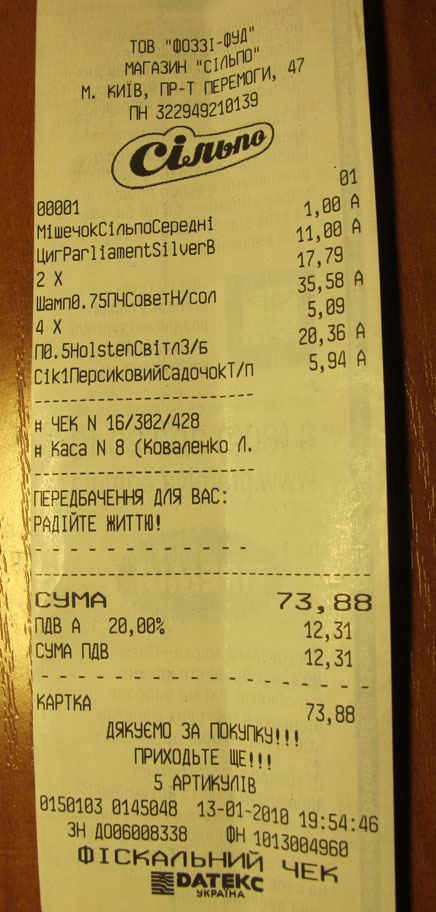 ТОВ "ФОЗЗІ-ФУД"
МАГАЗИН "СІЛЬПО"
М. КИЇВ, ПР-Т ПЕРЕМОГИ, 47
ПН 322949210139
Сільпо
00001 01
МішечокСільпоСередні 1,00 А
ЦигParliamentSilverВ 11,00 А
2 X 17,79
Шамп0.75ПЧСоветН/сол 35,58 А
4 X 5,09
П0.5HolstenСвітлЗ/б 20,36 А
Сік1ПерсиковийСадочокТ/п 5,94 А
# ЧЕК N 16/302/428
# Каса N 8 (Коваленко Л.
ПЕРЕДБАЧЕННЯ ДЛЯ ВАС:
РАДІЙТЕ ЖИТТЮ!
СУМА 73,88
ПДВ А 20,00% 12,31
СУМА ПДВ 12,31
КАРТКА 73,88
ДЯКУЄМО ЗА ПОКУПКУ!!!
ПРИХОДЬТЕ ЩЕ!!!
5 АРТИКУЛІВ
0150103 0145048 13-01-2010 19:54:46
ЗН ДО06008338 ФН 1013004960
ФІСКАЛЬНИЙ ЧЕК
DATEKC
УКРАЇНА